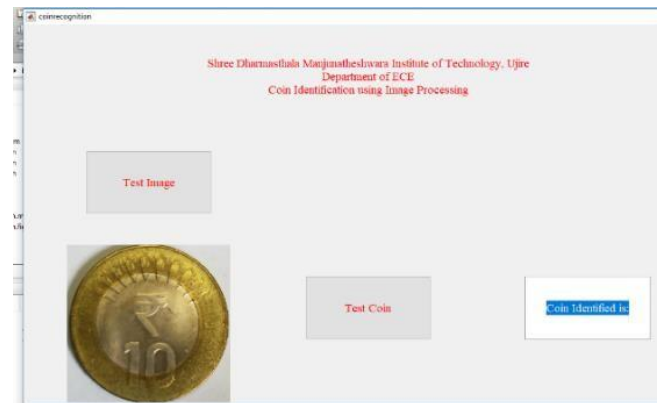 coinrecognition
Shree Dharmasthala Manjunatheshwara Institute of Technology, Ujire
Department of ECE
Coin Identification using Image Processing
Test Image
₹
10
Test Coin
Coin Identified is: